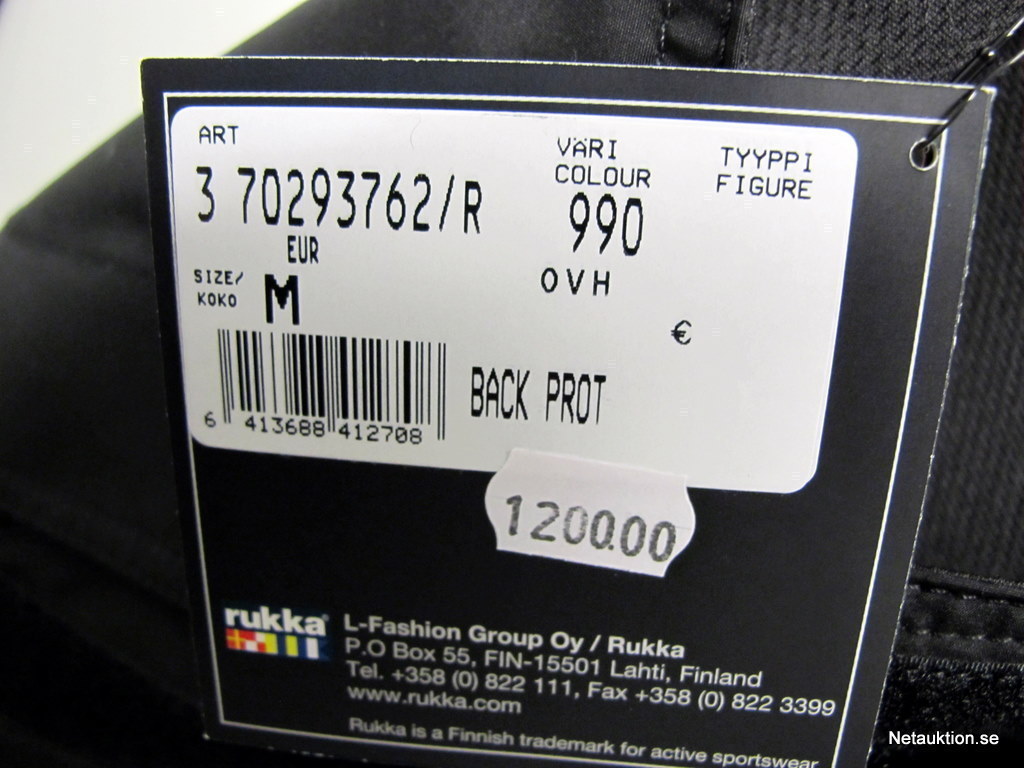 ART
3 70293762/R
EUR
SIZE/
KOKO
M
VÄRI
COLOUR
990
OVH
TYYPPI
FIGURE
€
BACK PROT
6 413688 412708
1200.00
rukka
L-Fashion Group Oy / Rukka
P.O Box 55, FIN-15501 Lahti, Finland
Tel. +358 (0) 822 111, Fax +358 (0) 822 3399
www.rukka.com
Rukka is a Finnish trademark for active sportswear
Netauktion.se